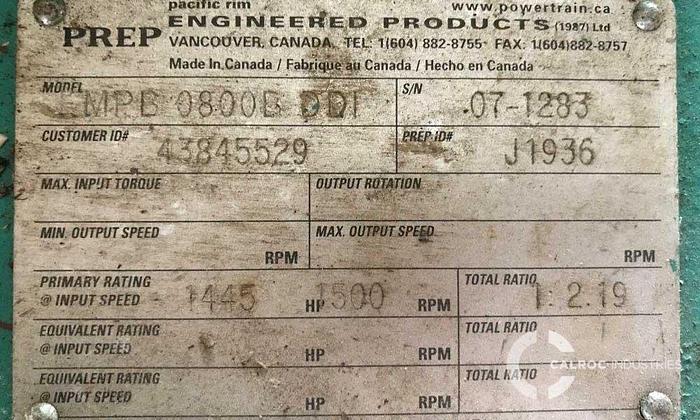 pacific rim www.powertrain.ca
PREP ENGINEERED PRODUCTS (1987) Ltd
VANCOUVER, CANADA, TEL: 1(604) 882-8755 FAX: 1(604)882-8757
Made In Canada / Fabriqué au Canada / Hecho en Canada
MODEL MPB 0800B DDI S/N 07-1283
CUSTOMER ID# 43845529 PREP ID# J1936
MAX. INPUT TORQUE OUTPUT ROTATION
MIN. OUTPUT SPEED RPM MAX. OUTPUT SPEED RPM
PRIMARY RATING TOTAL RATIO
@ INPUT SPEED 1445 HP 1500 RPM 1: 2.19
EQUIVALENT RATING TOTAL RATIO
@ INPUT SPEED HP RPM
EQUIVALENT RATING TOTAL RATIO
@ INPUT SPEED HP RPM
CALROC INDUSTRIES